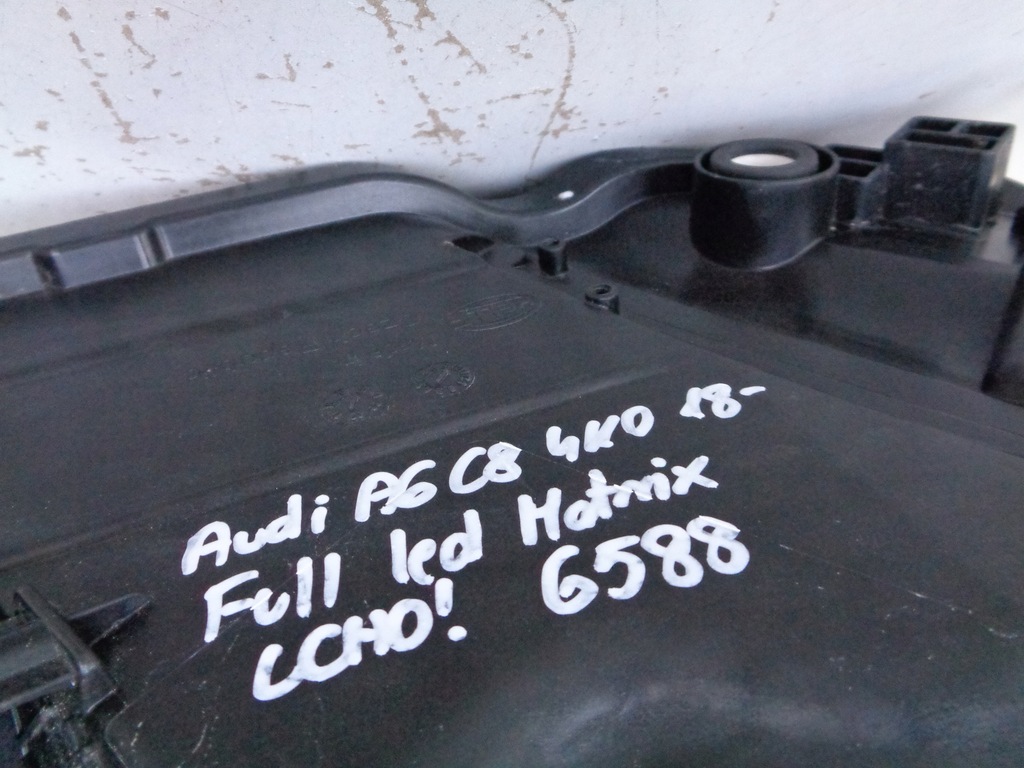 Audi A6 C8 4K0 18-
Full led Matrix
LCHO! 6588